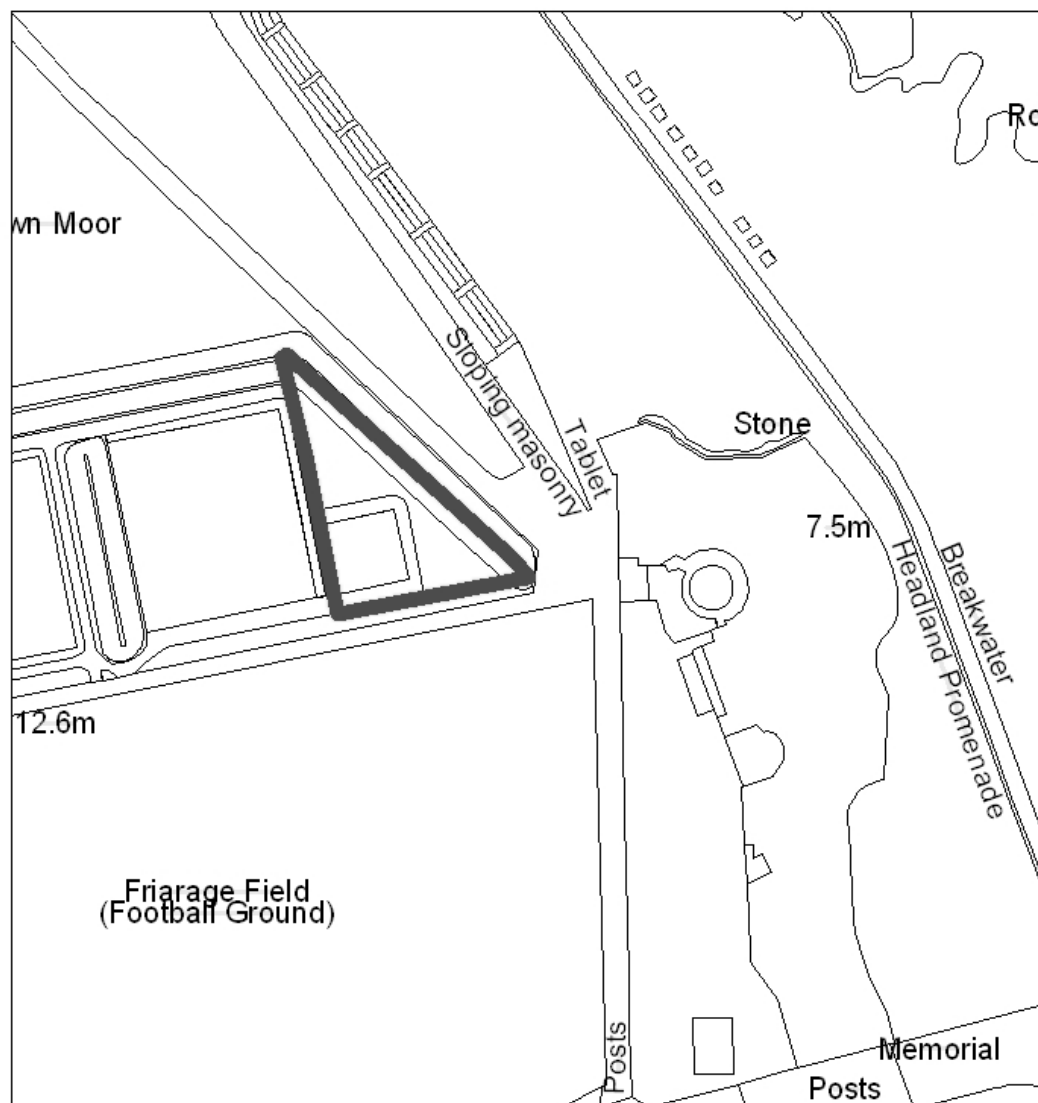 Ro
wn Moor
Sloping masonry
Tablet
Stone
7.5m
Breakwater
Headland Promenade
12.6m
Friarage Field
(Football Ground)
Posts
Memorial
Posts